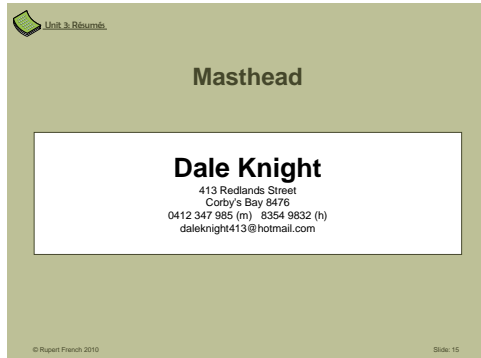 Unit 3: Résumés
Masthead
Dale Knight
413 Redlands Street
Corby's Bay 8476
0412 347 985 (m) 8354 9832 (h)
daleknight413@hotmail.com
© Rupert French 2010 Slide: 15